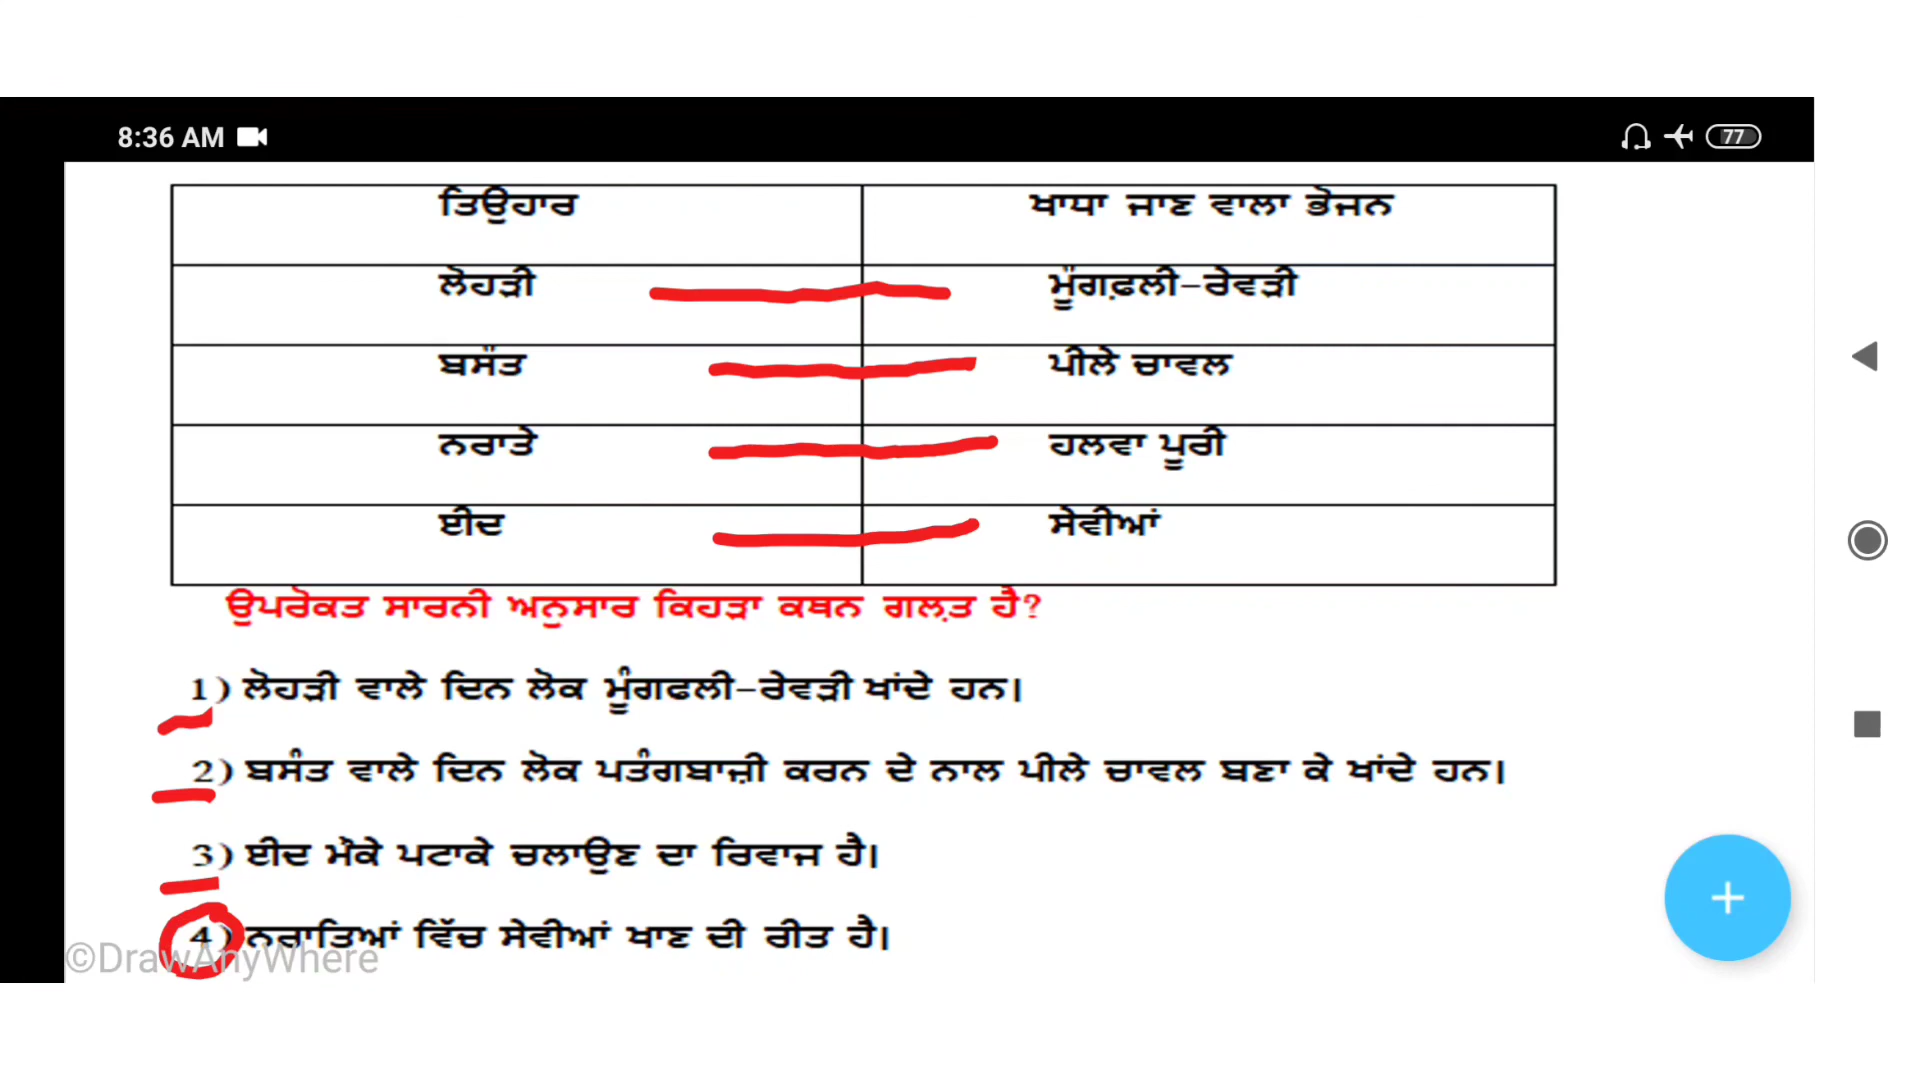 8:36 AM 77
ਤਿਉਹਾਰ ਖਾਧਾ ਜਾਣ ਵਾਲਾ ਭੋਜਨ
ਲੋਹੜੀ ਮੂੰਗਫ਼ਲੀ-ਰੇਵੜੀ
ਬਸੰਤ ਪੀਲੇ ਚਾਵਲ
ਨਰਾਤੇ ਹਲਵਾ ਪੂਰੀ
ਈਦ ਸੇਵੀਆਂ
ਉਪਰੋਕਤ ਸਾਰਨੀ ਅਨੁਸਾਰ ਕਿਹੜਾ ਕਥਨ ਗਲ਼ਤ ਹੈ?
1) ਲੋਹੜੀ ਵਾਲੇ ਦਿਨ ਲੋਕ ਮੂੰਗਫਲੀ-ਰੇਵੜੀ ਖਾਂਦੇ ਹਨ।
2) ਬਸੰਤ ਵਾਲੇ ਦਿਨ ਲੋਕ ਪਤੰਗਬਾਜ਼ੀ ਕਰਨ ਦੇ ਨਾਲ ਪੀਲੇ ਚਾਵਲ ਬਣਾ ਕੇ ਖਾਂਦੇ ਹਨ।
3) ਈਦ ਮੌਕੇ ਪਟਾਕੇ ਚਲਾਉਣ ਦਾ ਰਿਵਾਜ ਹੈ।
4) ਨਰਾਤਿਆਂ ਵਿੱਚ ਸੇਵੀਆਂ ਖਾਣ ਦੀ ਰੀਤ ਹੈ।
©DrawAnyWhere